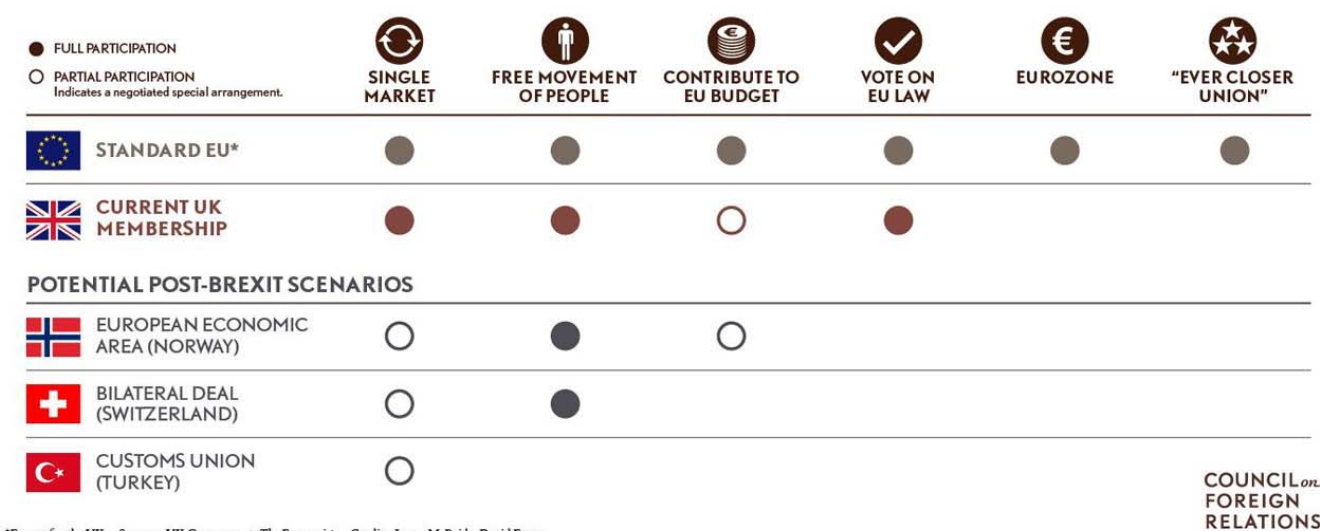 FULL PARTICIPATION
PARTIAL PARTICIPATION
Indicates a negotiated special arrangement.
SINGLE
MARKET
FREE MOVEMENT
OF PEOPLE
CONTRIBUTE TO
EU BUDGET
VOTE ON
EU LAW
€
EUROZONE
"EVER CLOSER
UNION"
STANDARD EU*
CURRENT UK
MEMBERSHIP
POTENTIAL POST-BREXIT SCENARIOS
EUROPEAN ECONOMIC
AREA (NORWAY)
BILATERAL DEAL
(SWITZERLAND)
CUSTOMS UNION
(TURKEY)
COUNCIL on
FOREIGN
RELATIONS